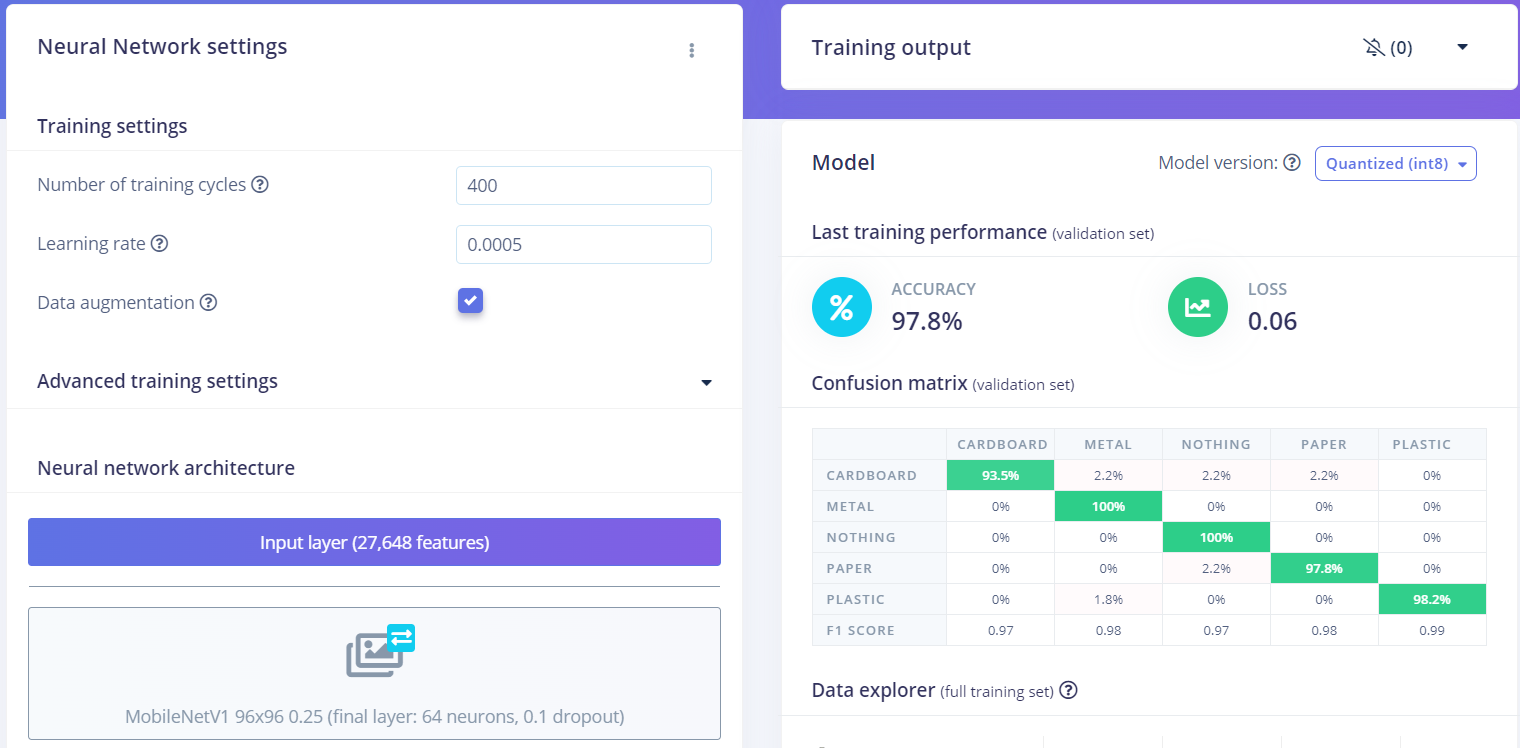 Neural Network settings
Training settings
Number of training cycles ?
400
Learning rate ?
0.0005
Data augmentation ?
Advanced training settings
Neural network architecture
Input layer (27,648 features)
MobileNetV1 96x96 0.25 (final layer: 64 neurons, 0.1 dropout)
Training output
(0)
Model
Model version: ? Quantized (int8)
Last training performance (validation set)
%
ACCURACY
97.8%
LOSS
0.06
Confusion matrix (validation set)
CARDBOARD METAL NOTHING PAPER PLASTIC
CARDBOARD 93.5% 2.2% 2.2% 2.2% 0%
METAL 0% 100% 0% 0% 0%
NOTHING 0% 0% 100% 0% 0%
PAPER 0% 0% 2.2% 97.8% 0%
PLASTIC 0% 1.8% 0% 0% 98.2%
F1 SCORE 0.97 0.98 0.97 0.98 0.99
Data explorer (full training set) ?